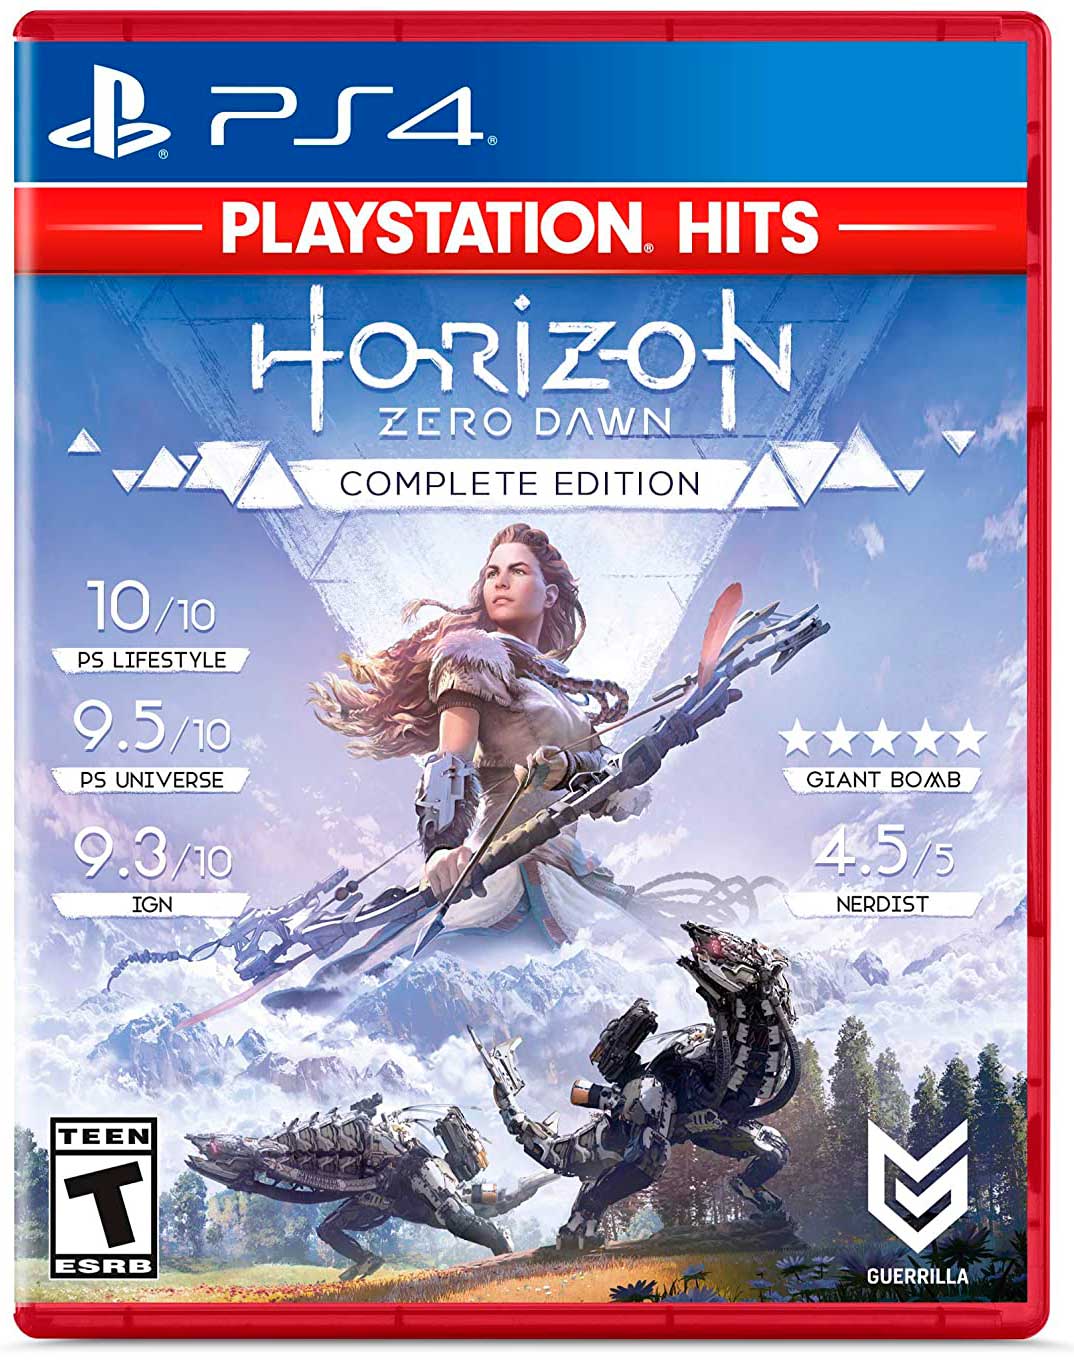 PS4
PLAYSTATION® HITS
HORIZON
ZERO DAWN
COMPLETE EDITION
10/10
PS LIFESTYLE
9.5/10
PS UNIVERSE
9.3/10
IGN
GIANT BOMB
4.5/5
NERDIST
TEEN
T
ESRB
GUERRILLA